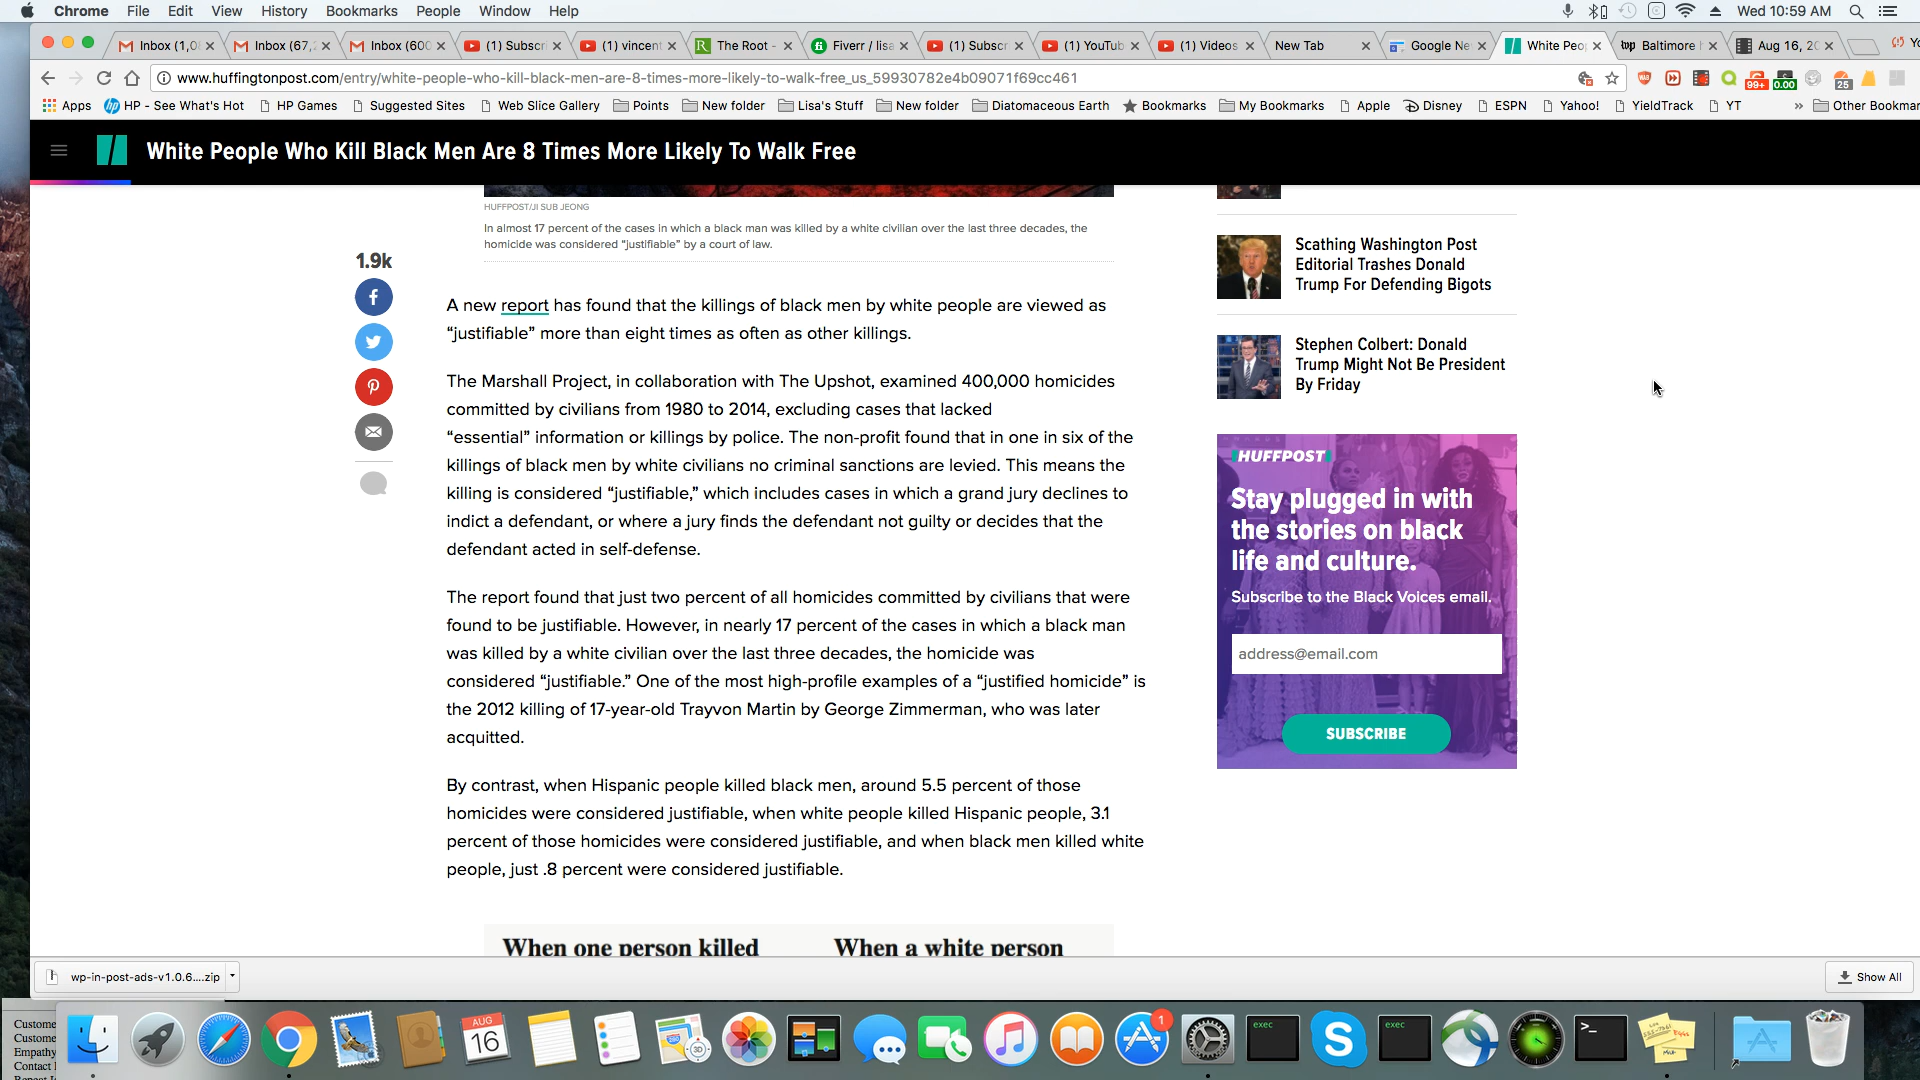 Chrome File Edit View History Bookmarks People Window Help
Wed 10:59 AM
Inbox (1,0
Inbox (67,
Inbox (600
(1) Subscri
(1) vincent
The Root -
Fiverr / lisa
(1) Subscr
(1) YouTub
(1) Videos
New Tab
Google Ne
White Peo
Baltimore
Aug 16, 20
www.huffingtonpost.com/entry/white-people-who-kill-black-men-are-8-times-more-likely-to-walk-free_us_59930782e4b09071f69cc461
99+
0.00
25
Apps
HP - See What's Hot
HP Games
Suggested Sites
Web Slice Gallery
Points
New folder
Lisa's Stuff
New folder
Diatomaceous Earth
Bookmarks
My Bookmarks
Apple
Disney
ESPN
Yahoo!
YieldTrack
YT
»
Other Bookmar
White People Who Kill Black Men Are 8 Times More Likely To Walk Free
HUFFPOST/JI SUB JEONG
In almost 17 percent of the cases in which a black man was killed by a white civilian over the last three decades, the
homicide was considered "justifiable" by a court of law.
1.9k
A new report has found that the killings of black men by white people are viewed as
“justifiable” more than eight times as often as other killings.
The Marshall Project, in collaboration with The Upshot, examined 400,000 homicides
committed by civilians from 1980 to 2014, excluding cases that lacked
“essential” information or killings by police. The non-profit found that in one in six of the
killings of black men by white civilians no criminal sanctions are levied. This means the
killing is considered “justifiable,” which includes cases in which a grand jury declines to
indict a defendant, or where a jury finds the defendant not guilty or decides that the
defendant acted in self-defense.
The report found that just two percent of all homicides committed by civilians that were
found to be justifiable. However, in nearly 17 percent of the cases in which a black man
was killed by a white civilian over the last three decades, the homicide was
considered “justifiable.” One of the most high-profile examples of a “justified homicide” is
the 2012 killing of 17-year-old Trayvon Martin by George Zimmerman, who was later
acquitted.
By contrast, when Hispanic people killed black men, around 5.5 percent of those
homicides were considered justifiable, when white people killed Hispanic people, 3.1
percent of those homicides were considered justifiable, and when black men killed white
people, just .8 percent were considered justifiable.
When one person killed
When a white person
Scathing Washington Post
Editorial Trashes Donald
Trump For Defending Bigots
Stephen Colbert: Donald
Trump Might Not Be President
By Friday
HUFFPOST
Stay plugged in with
the stories on black
life and culture.
Subscribe to the Black Voices email.
address@email.com
SUBSCRIBE
wp-in-post-ads-v1.0.6....zip
Show All
Custome
Custome
Empathy
Contact
AUG
16
3D
1
exec
exec